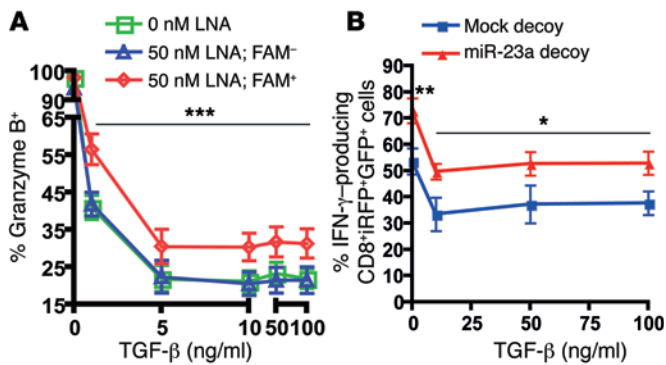 A
0 nM LNA
50 nM LNA; FAM⁻
50 nM LNA; FAM⁺
***
% Granzyme B⁺
100
90
65
55
45
35
25
15
0
5
10
50
100
TGF-β (ng/ml)
B
Mock decoy
miR-23a decoy
**
*
% IFN-γ–producing
CD8⁺iRFP⁺GFP⁺ cells
90
80
70
60
50
40
30
20
10
0
0
25
50
75
100
TGF-β (ng/ml)